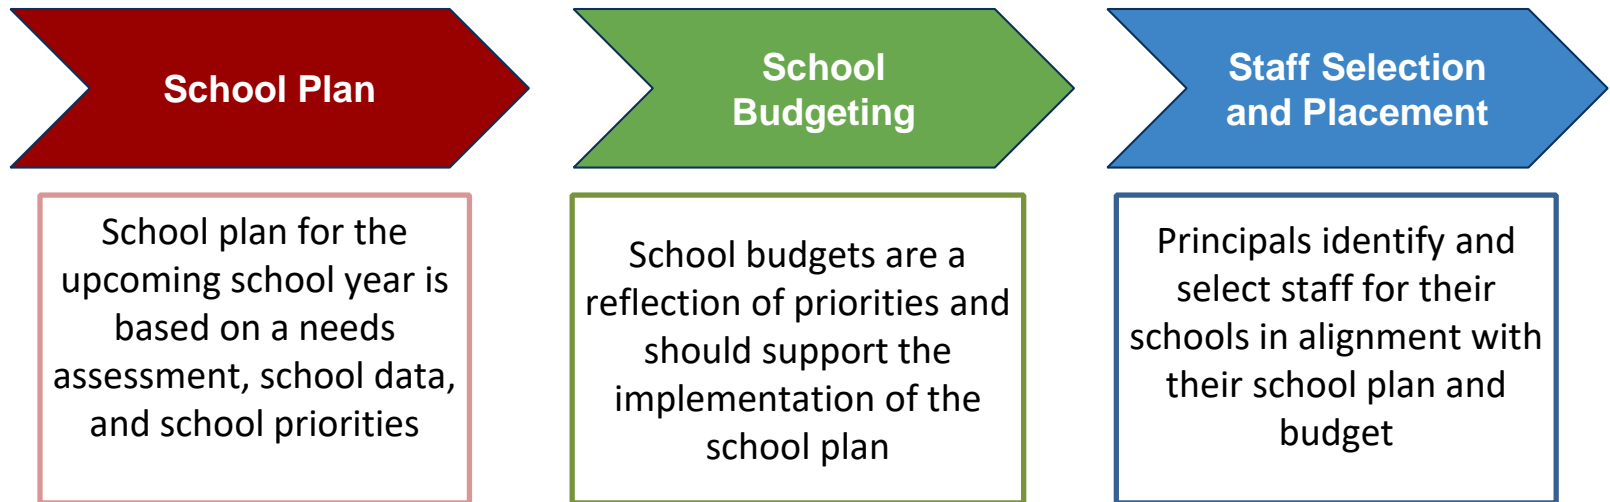 School Plan
School
Budgeting
Staff Selection
and Placement
School plan for the
upcoming school year is
based on a needs
assessment, school data,
and school priorities
School budgets are a
reflection of priorities and
should support the
implementation of the
school plan
Principals identify and
select staff for their
schools in alignment with
their school plan and
budget